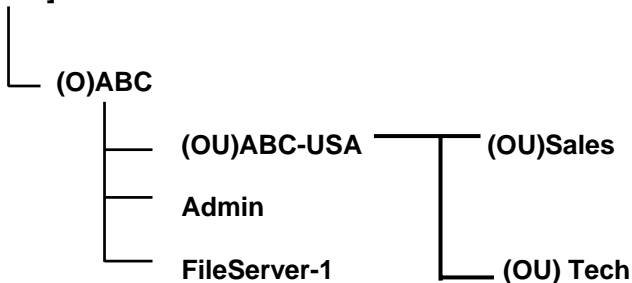 (O)ABC
(OU)ABC-USA (OU)Sales
Admin
FileServer-1 (OU) Tech